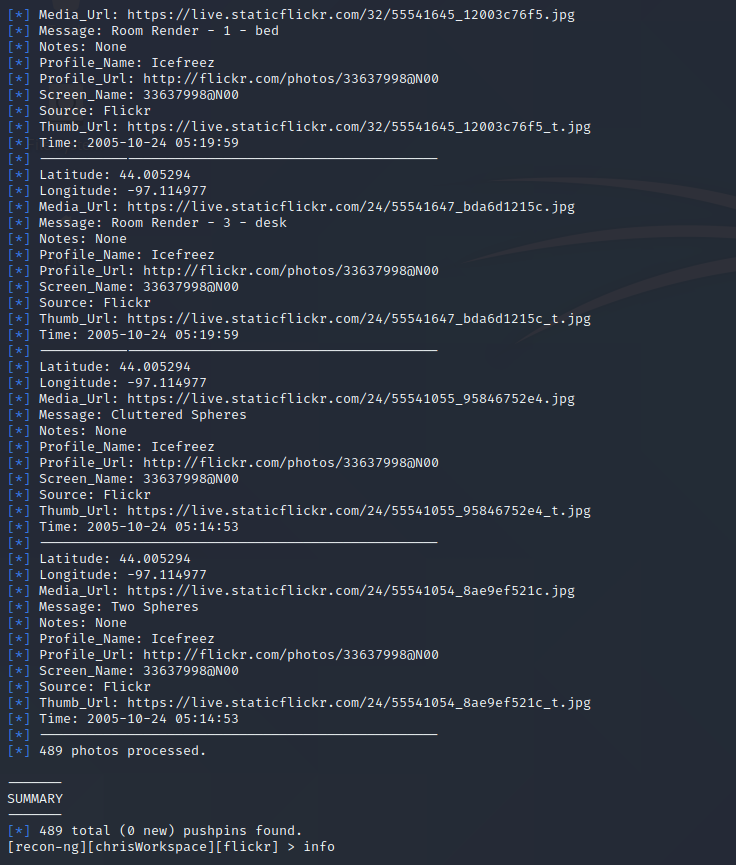 [*] Media_Url: https://live.staticflickr.com/32/55541645_12003c76f5.jpg
[*] Message: Room Render - 1 - bed
[*] Notes: None
[*] Profile_Name: Icefreez
[*] Profile_Url: http://flickr.com/photos/33637998@N00
[*] Screen_Name: 33637998@N00
[*] Source: Flickr
[*] Thumb_Url: https://live.staticflickr.com/32/55541645_12003c76f5_t.jpg
[*] Time: 2005-10-24 05:19:59
[*] --------------------------------------------------
[*] Latitude: 44.005294
[*] Longitude: -97.114977
[*] Media_Url: https://live.staticflickr.com/24/55541647_bda6d1215c.jpg
[*] Message: Room Render - 3 - desk
[*] Notes: None
[*] Profile_Name: Icefreez
[*] Profile_Url: http://flickr.com/photos/33637998@N00
[*] Screen_Name: 33637998@N00
[*] Source: Flickr
[*] Thumb_Url: https://live.staticflickr.com/24/55541647_bda6d1215c_t.jpg
[*] Time: 2005-10-24 05:19:59
[*] --------------------------------------------------
[*] Latitude: 44.005294
[*] Longitude: -97.114977
[*] Media_Url: https://live.staticflickr.com/24/55541055_95846752e4.jpg
[*] Message: Cluttered Spheres
[*] Notes: None
[*] Profile_Name: Icefreez
[*] Profile_Url: http://flickr.com/photos/33637998@N00
[*] Screen_Name: 33637998@N00
[*] Source: Flickr
[*] Thumb_Url: https://live.staticflickr.com/24/55541055_95846752e4_t.jpg
[*] Time: 2005-10-24 05:14:53
[*] --------------------------------------------------
[*] Latitude: 44.005294
[*] Longitude: -97.114977
[*] Media_Url: https://live.staticflickr.com/24/55541054_8ae9ef521c.jpg
[*] Message: Two Spheres
[*] Notes: None
[*] Profile_Name: Icefreez
[*] Profile_Url: http://flickr.com/photos/33637998@N00
[*] Screen_Name: 33637998@N00
[*] Source: Flickr
[*] Thumb_Url: https://live.staticflickr.com/24/55541054_8ae9ef521c_t.jpg
[*] Time: 2005-10-24 05:14:53
[*] --------------------------------------------------
[*] 489 photos processed.
-------
SUMMARY
-------
[*] 489 total (0 new) pushpins found.
[recon-ng][chrisWorkspace][flickr] > info